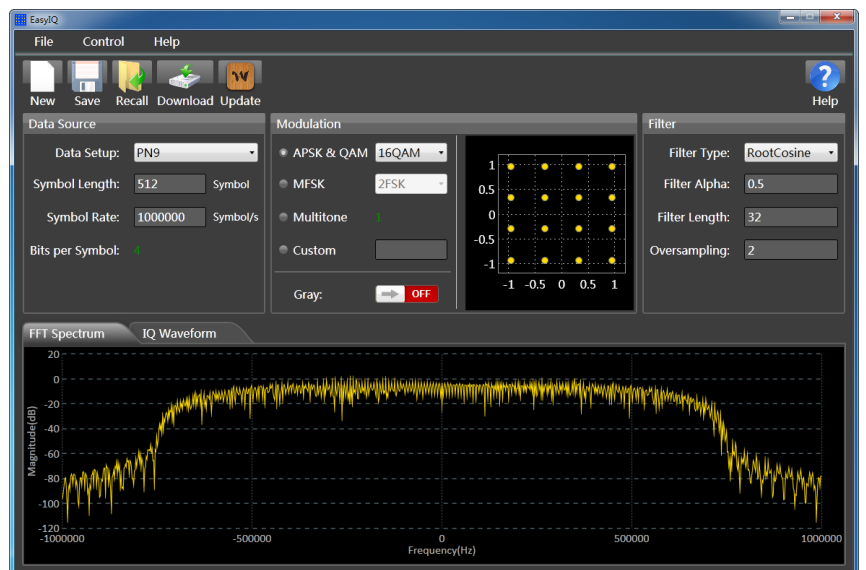 EasyIQ
File Control Help
New Save Recall Download Update Help
Data Source
Data Setup: PN9
Symbol Length: 512 Symbol
Symbol Rate: 1000000 Symbol/s
Bits per Symbol: 4
Modulation
APSK & QAM 16QAM
MFSK 2FSK
Multitone 1
Custom
Gray: OFF
1
0.5
0
-0.5
-1
-1 -0.5 0 0.5 1
Filter
Filter Type: RootCosine
Filter Alpha: 0.5
Filter Length: 32
Oversampling: 2
FFT Spectrum IQ Waveform
Magnitude(dB)
20
0
-20
-40
-60
-80
-100
-120
-1000000 -500000 0 500000 1000000
Frequency(Hz)